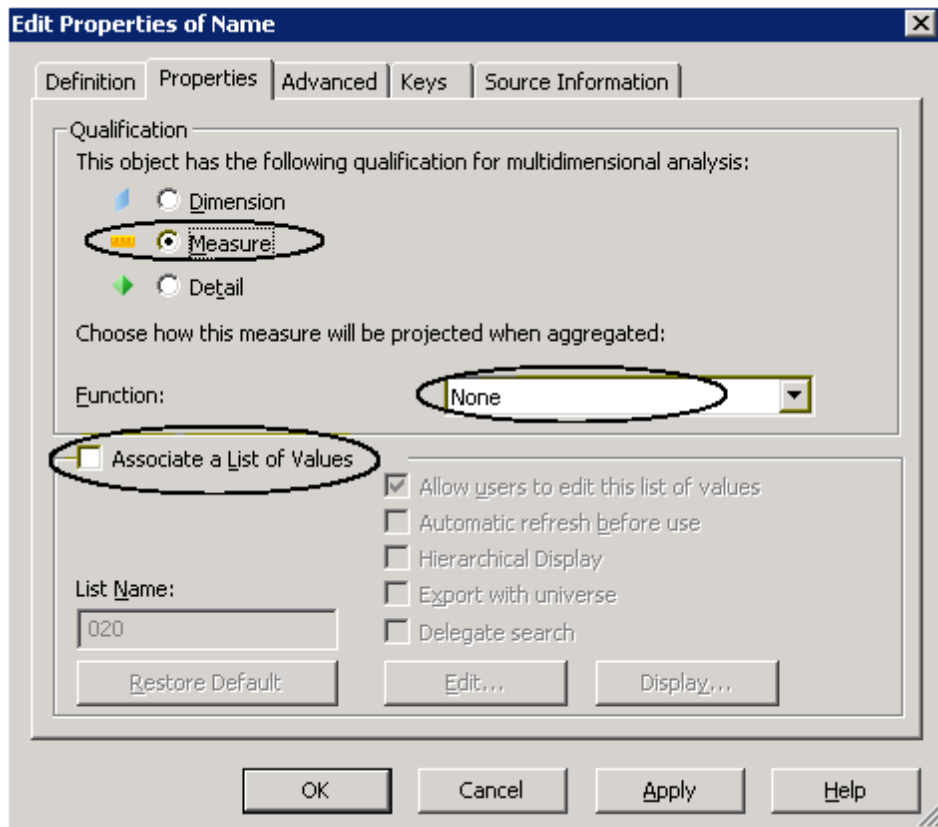 Edit Properties of Name
Definition Properties Advanced Keys Source Information
Qualification
This object has the following qualification for multidimensional analysis:
Dimension
Measure
Detail
Choose how this measure will be projected when aggregated:
Function: None
Associate a List of Values
Allow users to edit this list of values
Automatic refresh before use
Hierarchical Display
List Name:
Export with universe
020
Delegate search
Restore Default Edit... Display...
OK Cancel Apply Help